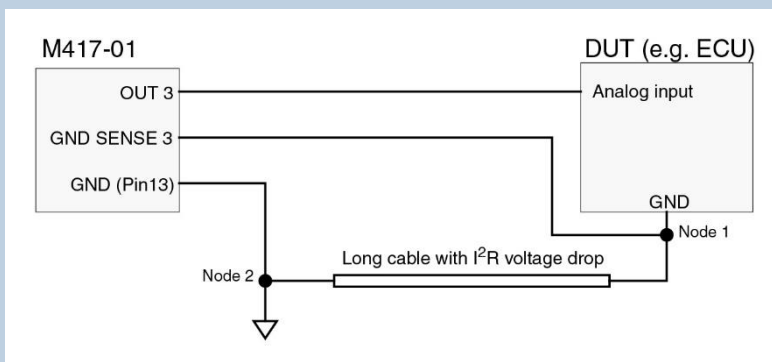 M417-01
DUT (e.g. ECU)
OUT 3
Analog input
GND SENSE 3
GND (Pin13)
GND
Node 1
Long cable with I²R voltage drop
Node 2